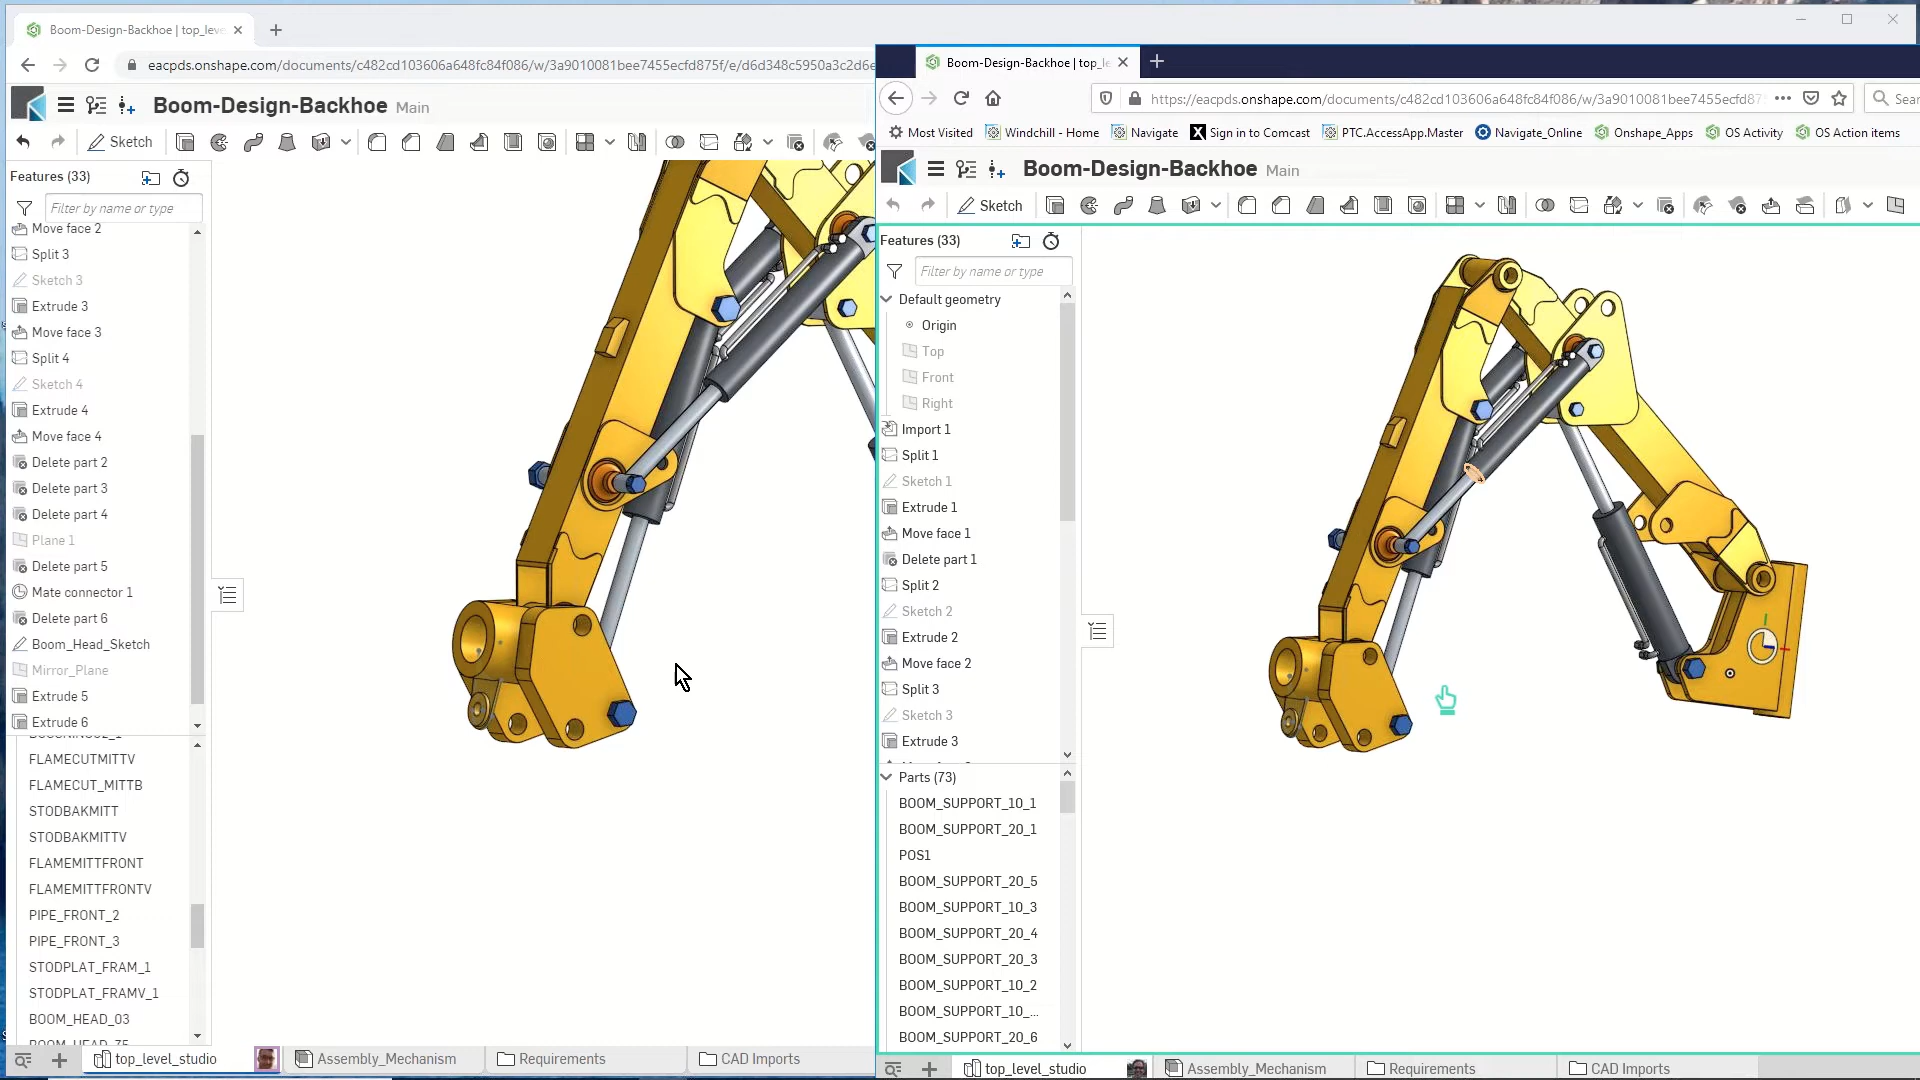 Boom-Design-Backhoe | top_leve
eacpds.onshape.com/documents/c482cd103606a648fc84f086/w/3a9010081bee7455ecfd875f/e/d6d348c5950a3c2d6e
Boom-Design-Backhoe Main
Sketch
Features (33)
Filter by name or type
Move face 2
Split 3
Sketch 3
Extrude 3
Move face 3
Split 4
Sketch 4
Extrude 4
Move face 4
Delete part 2
Delete part 3
Delete part 4
Plane 1
Delete part 5
Mate connector 1
Delete part 6
Boom_Head_Sketch
Mirror_Plane
Extrude 5
Extrude 6
FLAMECUTMITTV
FLAMECUT_MITTB
STODBAKMITT
STODBAKMITTV
FLAMEMITTFRONT
FLAMEMITTFRONTV
PIPE_FRONT_2
PIPE_FRONT_3
STODPLAT_FRAM_1
STODPLAT_FRAMV_1
BOOM_HEAD_03
top_level_studio
Assembly_Mechanism
Requirements
CAD Imports
Boom-Design-Backhoe | top_le
https://eacpds.onshape.com/documents/c482cd103606a648fc84f086/w/3a9010081bee7455ecfd87
Sear
Most Visited
Windchill - Home
Navigate
Sign in to Comcast
PTC.AccessApp.Master
Navigate_Online
Onshape_Apps
OS Activity
OS Action items
Boom-Design-Backhoe Main
Sketch
Features (33)
Filter by name or type
Default geometry
Origin
Top
Front
Right
Import 1
Split 1
Sketch 1
Extrude 1
Move face 1
Delete part 1
Split 2
Sketch 2
Extrude 2
Move face 2
Split 3
Sketch 3
Extrude 3
Parts (73)
BOOM_SUPPORT_10_1
BOOM_SUPPORT_20_1
POS1
BOOM_SUPPORT_20_5
BOOM_SUPPORT_10_3
BOOM_SUPPORT_20_4
BOOM_SUPPORT_20_3
BOOM_SUPPORT_10_2
BOOM_SUPPORT_10_...
BOOM_SUPPORT_20_6
top_level_studio
Assembly_Mechanism
Requirements
CAD Imports